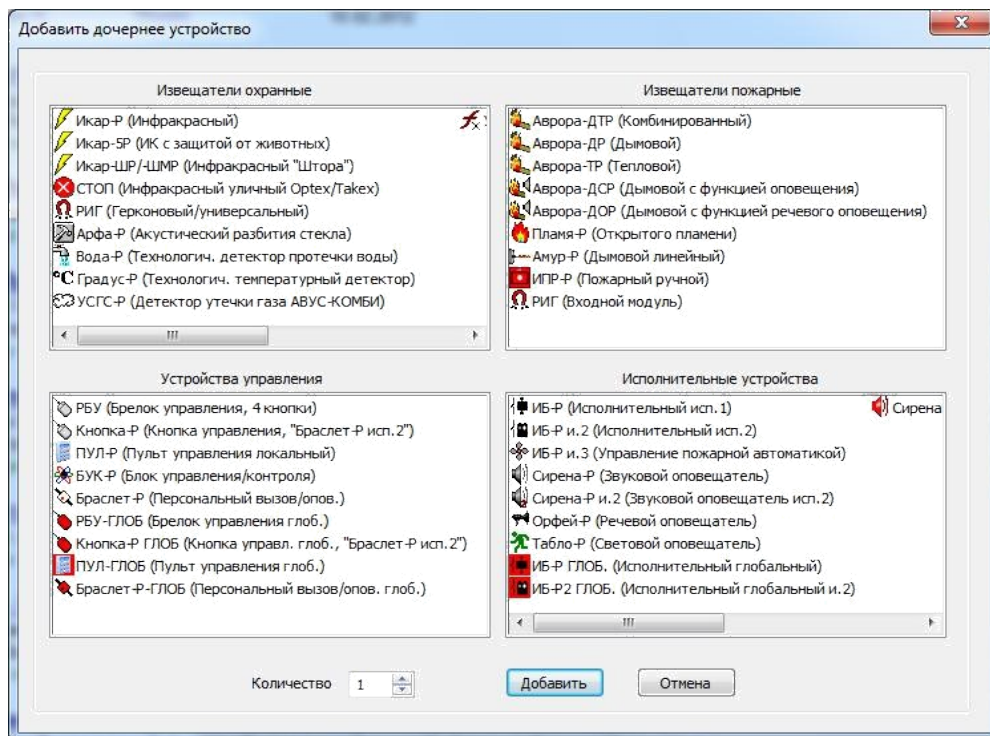 Добавить дочернее устройство
Извещатели охранные
Икар-Р (Инфракрасный)
Икар-5Р (ИК с защитой от животных)
Икар-ШР/-ШМР (Инфракрасный "Штора")
СТОП (Инфракрасный уличный Optex/Takex)
РИГ (Герконовый/универсальный)
Арфа-Р (Акустический разбития стекла)
Вода-Р (Технологич. детектор протечки воды)
°C Градус-Р (Технологич. температурный детектор)
УСГС-Р (Детектор утечки газа АВУС-КОМБИ)
Извещатели пожарные
Аврора-ДТР (Комбинированный)
Аврора-ДР (Дымовой)
Аврора-ТР (Тепловой)
Аврора-ДСР (Дымовой с функцией оповещения)
Аврора-ДОР (Дымовой с функцией речевого оповещения)
Пламя-Р (Открытого пламени)
Амур-Р (Дымовой линейный)
ИПР-Р (Пожарный ручной)
РИГ (Входной модуль)
Устройства управления
РБУ (Брелок управления, 4 кнопки)
Кнопка-Р (Кнопка управления, "Браслет-Р исп.2")
ПУЛ-Р (Пульт управления локальный)
БУК-Р (Блок управления/контроля)
Браслет-Р (Персональный вызов/опов.)
РБУ-ГЛОБ (Брелок управления глоб.)
Кнопка-Р ГЛОБ (Кнопка управл. глоб., "Браслет-Р исп.2")
ПУЛ-ГЛОБ (Пульт управления глоб.)
Браслет-Р-ГЛОБ (Персональный вызов/опов. глоб.)
Исполнительные устройства
ИБ-Р (Исполнительный исп.1) Сирена
ИБ-Р и.2 (Исполнительный исп.2)
ИБ-Р и.3 (Управление пожарной автоматикой)
Сирена-Р (Звуковой оповещатель)
Сирена-Р и.2 (Звуковой оповещатель исп.2)
Орфей-Р (Речевой оповещатель)
Табло-Р (Световой оповещатель)
ИБ-Р ГЛОБ. (Исполнительный глобальный)
ИБ-Р2 ГЛОБ. (Исполнительный глобальный и.2)
Количество 1 Добавить Отмена